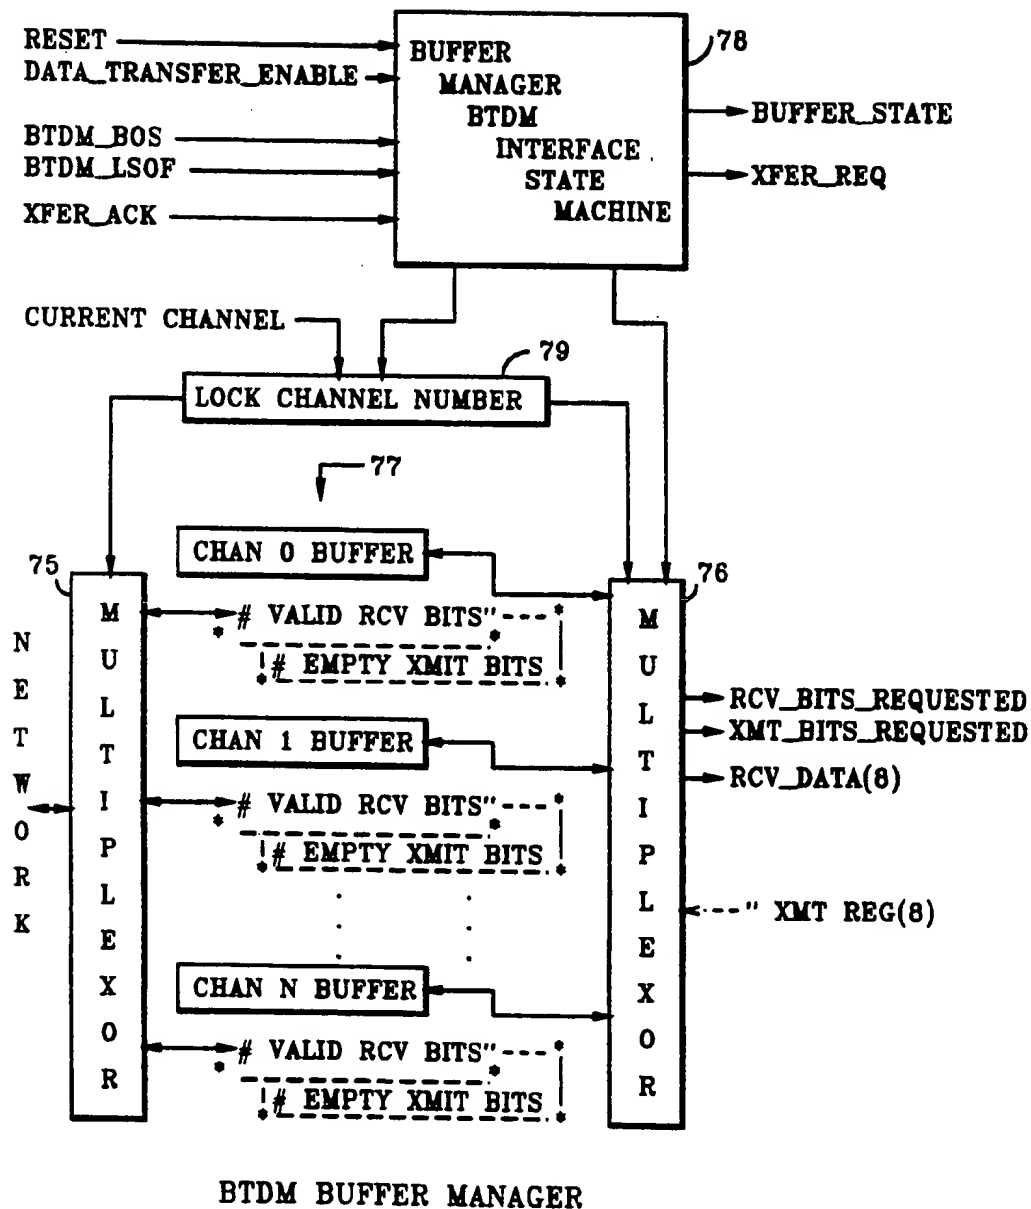 RESET
DATA_TRANSFER_ENABLE
BTDM_BOS
BTDM_LSOF
XFER_ACK
BUFFER
MANAGER
BTDM
INTERFACE
STATE
MACHINE
78
BUFFER_STATE
XFER_REQ
CURRENT CHANNEL
79
LOCK CHANNEL NUMBER
77
75
76
NETWORK
MULTIPLEXOR
CHAN 0 BUFFER
# VALID RCV BITS"
# EMPTY XMIT BITS
CHAN 1 BUFFER
# VALID RCV BITS"
# EMPTY XMIT BITS
CHAN N BUFFER
# VALID RCV BITS"
# EMPTY XMIT BITS
MULTIPLEXOR
RCV_BITS_REQUESTED
XMT_BITS_REQUESTED
RCV_DATA(8)
" XMT REG(8)
BTDM BUFFER MANAGER